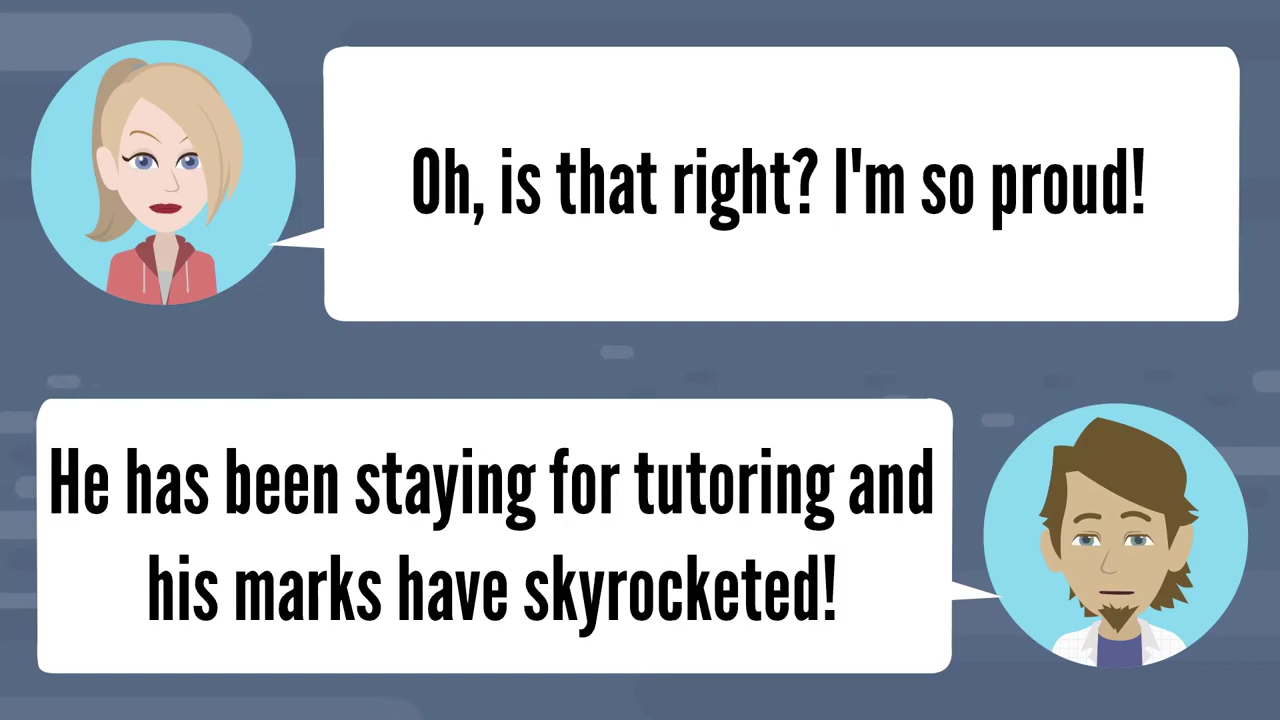 Oh, is that right? I'm so proud!
He has been staying for tutoring and
his marks have skyrocketed!